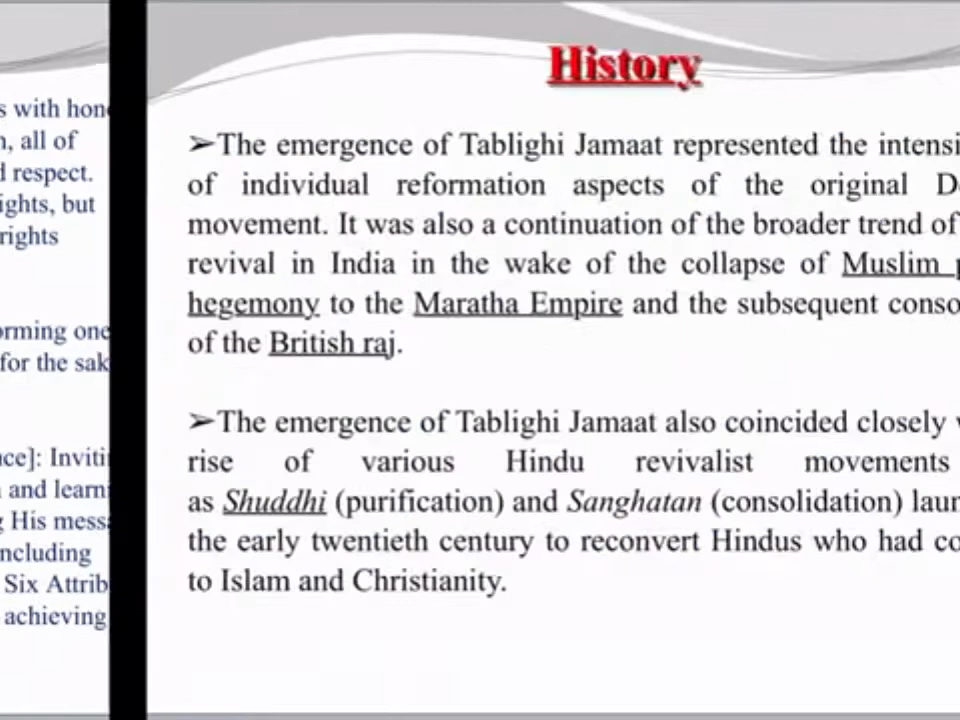 s with hon
, all of
respect.
ights, but
rights
orming one
for the sak
ce]: Inviti
and learn
His mess
ncluding
Six Attrib
achieving
History
➢The emergence of Tablighi Jamaat represented the intensi
of individual reformation aspects of the original D
movement. It was also a continuation of the broader trend of
revival in India in the wake of the collapse of Muslim p
hegemony to the Maratha Empire and the subsequent conso
of the British raj.
➢The emergence of Tablighi Jamaat also coincided closely
rise of various Hindu revivalist movements
as Shuddhi (purification) and Sanghatan (consolidation) laun
the early twentieth century to reconvert Hindus who had co
to Islam and Christianity.